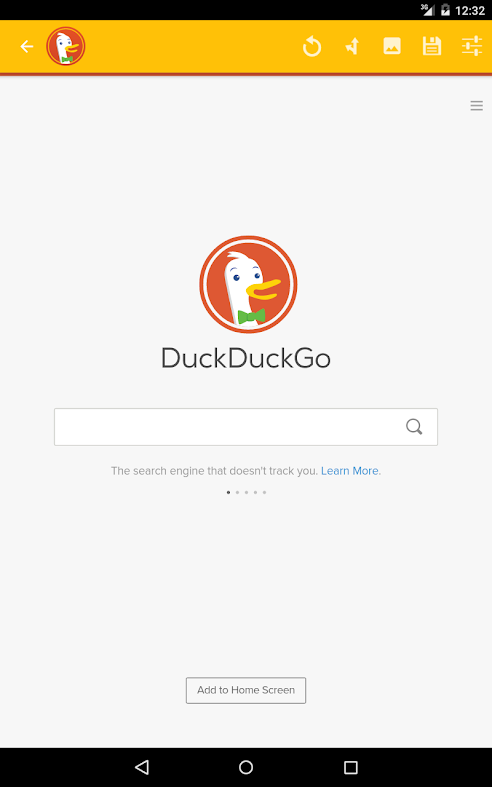 3G 12:32
DuckDuckGo
The search engine that doesn't track you. Learn More.
Add to Home Screen